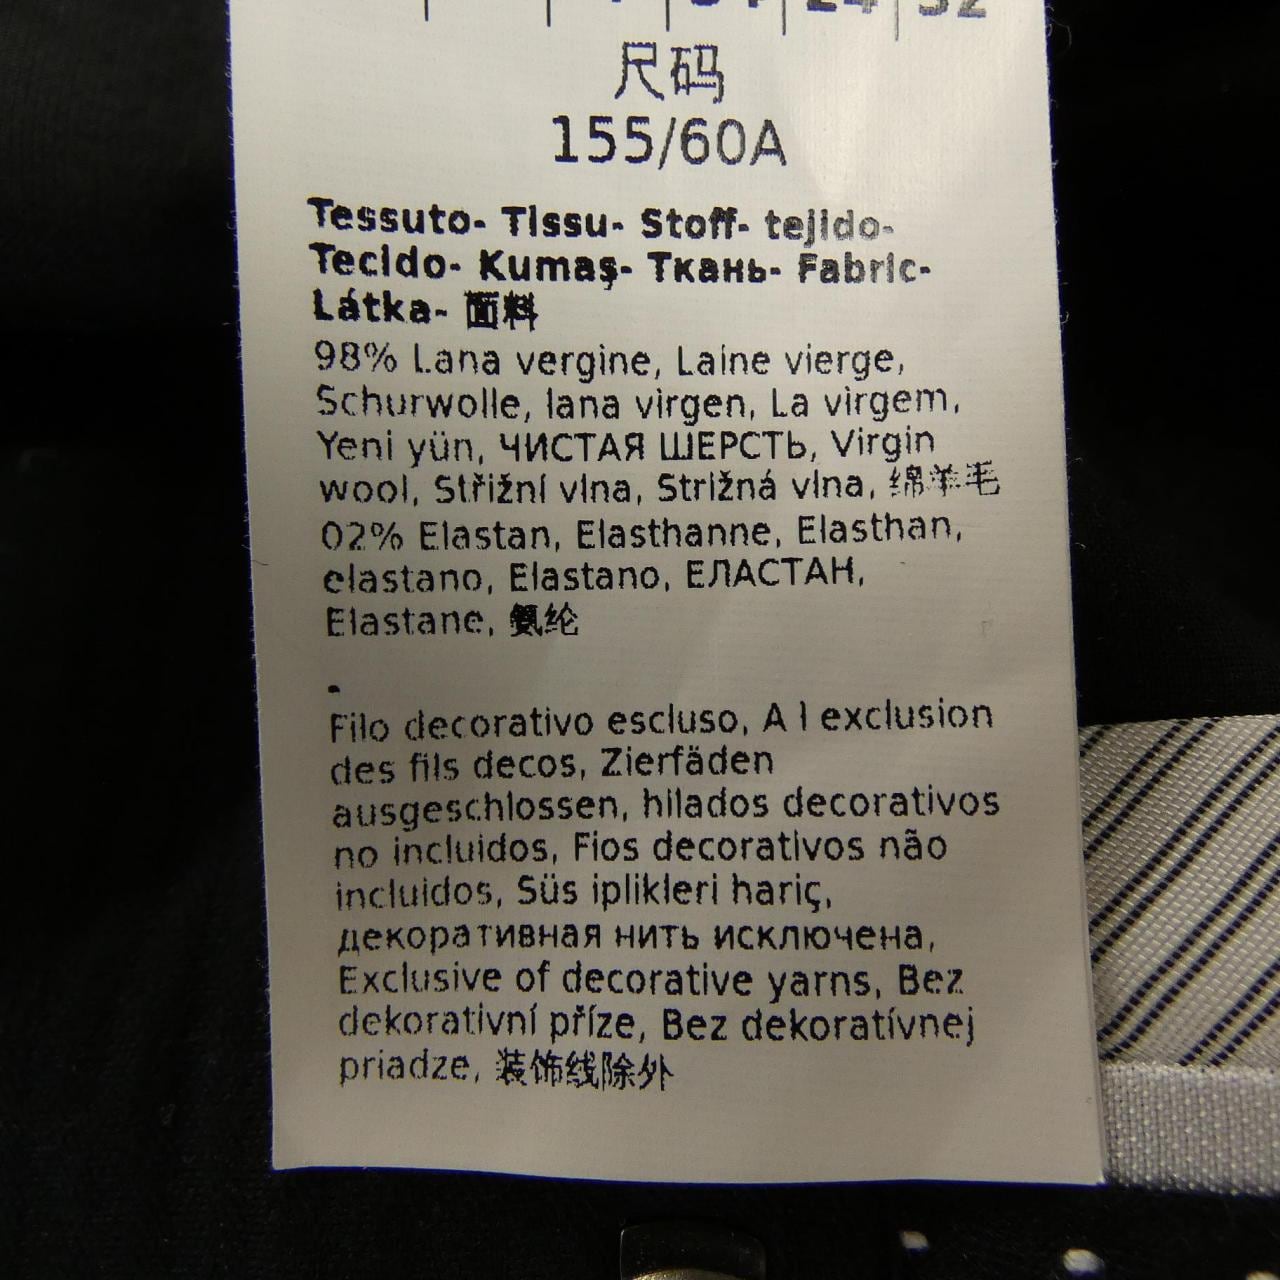 34 24 32
尺码
155/60A
Tessuto- Tissu- Stoff- tejido-
Tecido- Kumaş- Ткань- Fabric-
Látka- 面料
98% Lana vergine, Laine vierge,
Schurwolle, lana virgen, La virgem,
Yeni yün, ЧИСТАЯ ШЕРСТЬ, Virgin
wool, Střižní vlna, Strižná vlna, 绵羊毛
02% Elastan, Elasthanne, Elasthan,
elastano, Elastano, ЕЛАСТАН,
Elastane, 氨纶
.
Filo decorativo escluso, A l exclusion
des fils decos, Zierfäden
ausgeschlossen, hilados decorativos
no incluidos, Fios decorativos não
incluidos, Süs iplikleri hariç,
декоративная нить исключена,
Exclusive of decorative yarns, Bez
dekorativní příze, Bez dekoratívnej
priadze, 装饰线除外